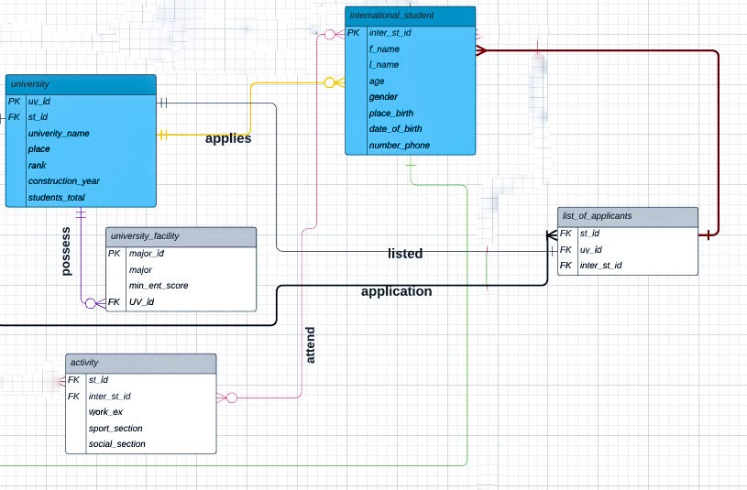 international_student
PK inter_st_id
f_name
l_name
age
gender
place_birth
date_of_birth
number_phone
university
PK uv_id
FK st_id
univerity_name
place
rank
construction_year
students_total
applies
list_of_applicants
FK st_id
FK uv_id
FK inter_st_id
possess
university_facility
PK major_id
major
min_ent_score
FK UV_id
listed
application
attend
activity
FK st_id
FK inter_st_id
work_ex
sport_section
social_section